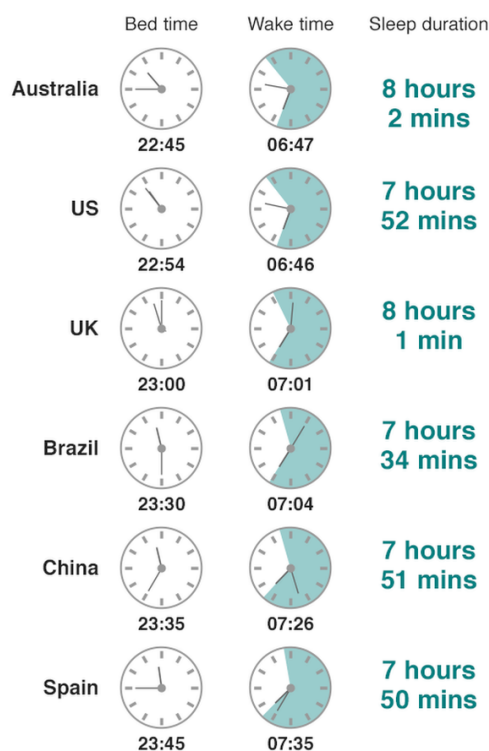 Bed time Wake time Sleep duration
Australia
8 hours
2 mins
22:45 06:47
US
7 hours
52 mins
22:54 06:46
UK
8 hours
1 min
23:00 07:01
Brazil
7 hours
34 mins
23:30 07:04
China
7 hours
51 mins
23:35 07:26
Spain
7 hours
50 mins
23:45 07:35